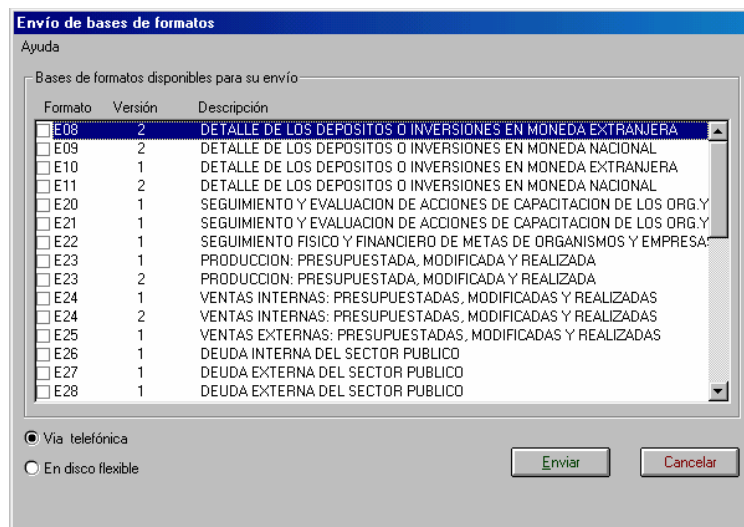 Envío de bases de formatos
Ayuda
Bases de formatos disponibles para su envío
Formato Versión Descripción
E08 2 DETALLE DE LOS DEPOSITOS O INVERSIONES EN MONEDA EXTRANJERA
E09 2 DETALLE DE LOS DEPOSITOS O INVERSIONES EN MONEDA NACIONAL
E10 1 DETALLE DE LOS DEPOSITOS O INVERSIONES EN MONEDA EXTRANJERA
E11 2 DETALLE DE LOS DEPOSITOS O INVERSIONES EN MONEDA NACIONAL
E20 1 SEGUIMIENTO Y EVALUACION DE ACCIONES DE CAPACITACION DE LOS ORG.Y
E21 1 SEGUIMIENTO Y EVALUACION DE ACCIONES DE CAPACITACION DE LOS ORG.Y
E22 1 SEGUIMIENTO FISICO Y FINANCIERO DE METAS DE ORGANISMOS Y EMPRESAS
E23 1 PRODUCCION: PRESUPUESTADA, MODIFICADA Y REALIZADA
E23 2 PRODUCCION: PRESUPUESTADA, MODIFICADA Y REALIZADA
E24 1 VENTAS INTERNAS: PRESUPUESTADAS, MODIFICADAS Y REALIZADAS
E24 2 VENTAS INTERNAS: PRESUPUESTADAS, MODIFICADAS Y REALIZADAS
E25 1 VENTAS EXTERNAS: PRESUPUESTADAS, MODIFICADAS Y REALIZADAS
E26 1 DEUDA INTERNA DEL SECTOR PUBLICO
E27 1 DEUDA EXTERNA DEL SECTOR PUBLICO
E28 1 DEUDA EXTERNA DEL SECTOR PUBLICO
Via telefónica
En disco flexible
Enviar
Cancelar